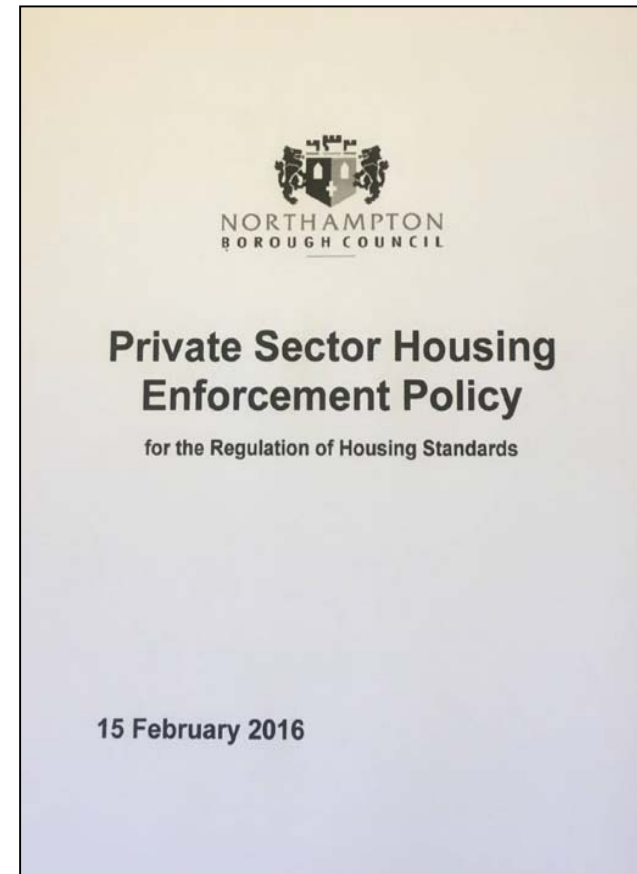 NORTHAMPTON
BOROUGH COUNCIL
Private Sector Housing
Enforcement Policy
for the Regulation of Housing Standards
15 February 2016